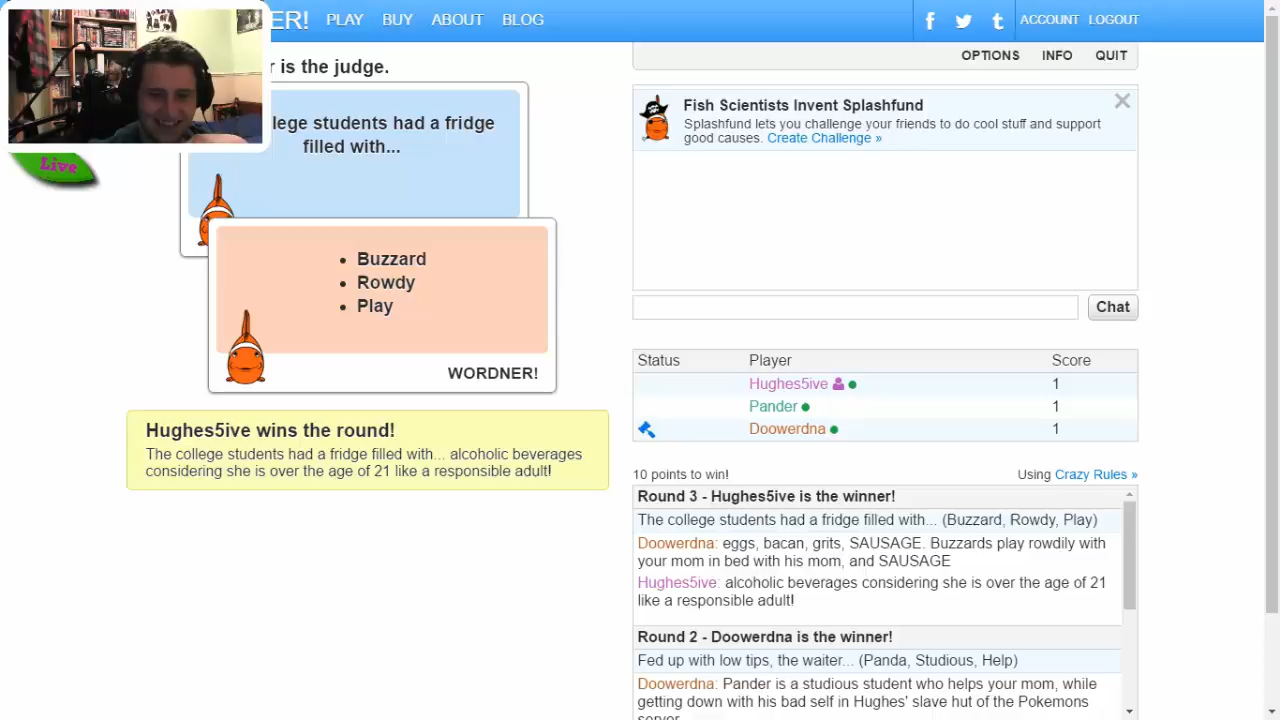 ER! PLAY BUY ABOUT BLOG
ACCOUNT LOGOUT
r is the judge.
OPTIONS INFO QUIT
lege students had a fridge
filled with...
Live
Buzzard
Rowdy
Play
WORDNER!
Hughes5ive wins the round!
The college students had a fridge filled with... alcoholic beverages
considering she is over the age of 21 like a responsible adult!
Fish Scientists Invent Splashfund
Splashfund lets you challenge your friends to do cool stuff and support
good causes. Create Challenge »
Chat
Status Player Score
Hughes5ive 1
Pander 1
Doowerdna 1
10 points to win! Using Crazy Rules »
Round 3 - Hughes5ive is the winner!
The college students had a fridge filled with... (Buzzard, Rowdy, Play)
Doowerdna: eggs, bacan, grits, SAUSAGE. Buzzards play rowdily with
your mom in bed with his mom, and SAUSAGE
Hughes5ive: alcoholic beverages considering she is over the age of 21
like a responsible adult!
Round 2 - Doowerdna is the winner!
Fed up with low tips, the waiter... (Panda, Studious, Help)
Doowerdna: Pander is a studious student who helps your mom, while
getting down with his bad self in Hughes' slave hut of the Pokemons
server